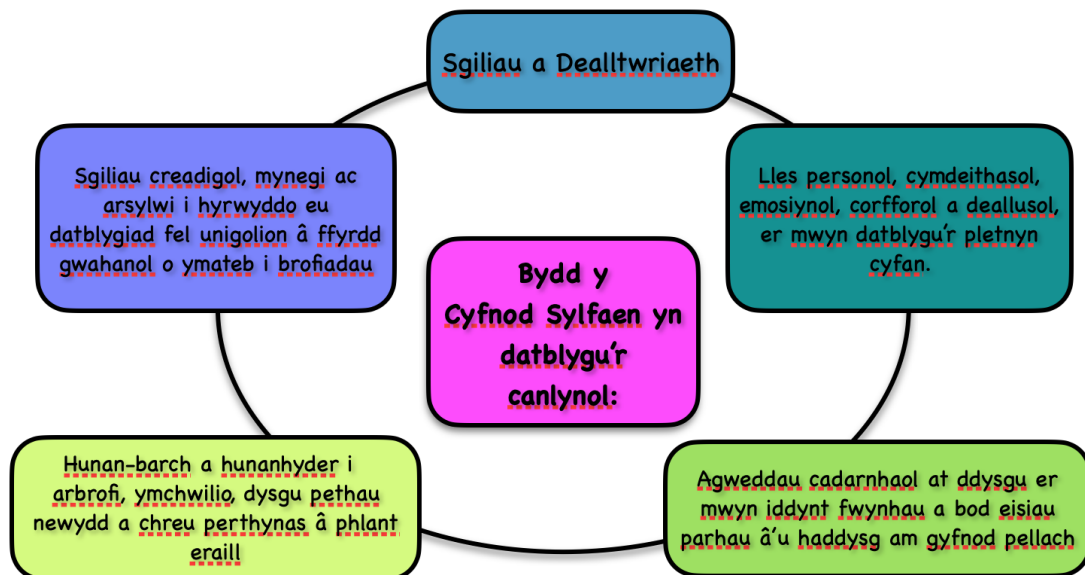 Sgiliau a Dealltwriaeth
Sgiliau creadigol, mynegi ac
arsylwi i hyrwyddo eu
datblygiad fel unigolion â ffyrdd
gwahanol o ymateb i brofiadau
Lles personol, cymdeithasol,
emosiynol, corfforol a deallusol,
er mwyn datblygu'r pletnyn
cyfan.
Bydd y
Cyfnod Sylfaen yn
datblygu'r
canlynol:
Hunan-barch a hunanhyder i
arbrofi, ymchwilio, dysgu pethau
newydd a chreu perthynas â phlant
eraill
Agweddau cadarnhaol at ddysgu er
mwyn iddynt fwynhau a bod eisiau
parhau â'u haddysg am gyfnod pellach